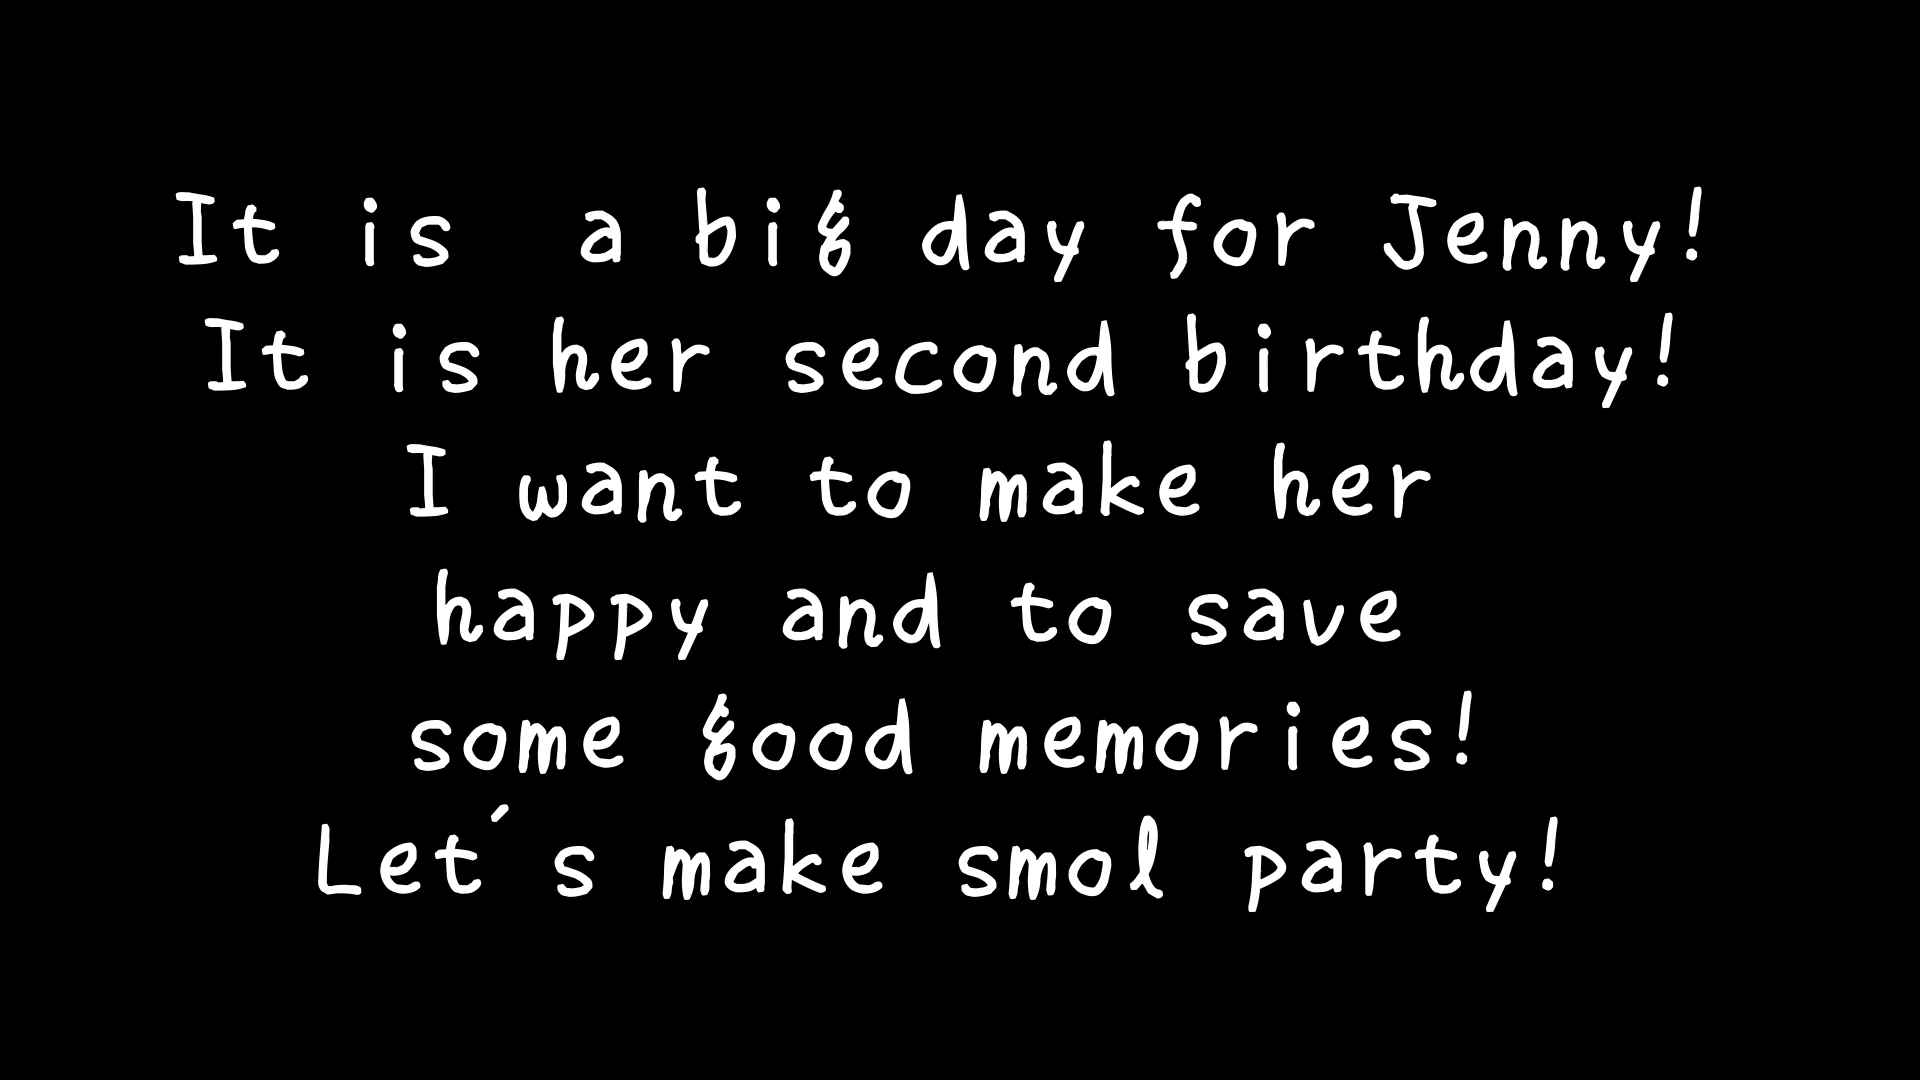 It is  a big day for Jenny!
It is her second birthday!
I want to make her
happy and to save
some good memories!
Let´s make smol party!